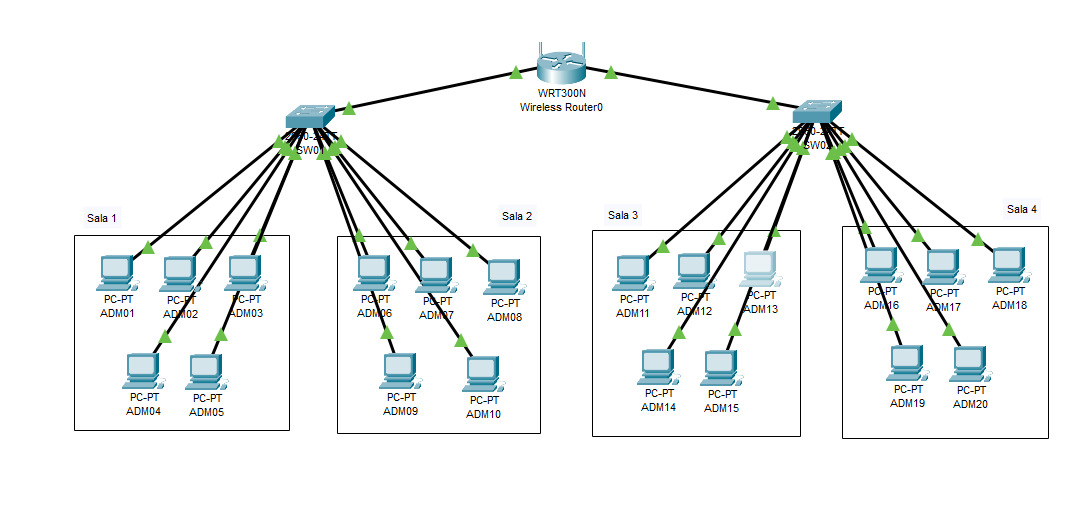 WRT300N
Wireless Router0
SW01
SW02
Sala 1
Sala 2
Sala 3
Sala 4
PC-PT
ADM01
PC-PT
ADM02
PC-PT
ADM03
PC-PT
ADM04
PC-PT
ADM05
PC-PT
ADM06
PC-PT
ADM07
PC-PT
ADM08
PC-PT
ADM09
PC-PT
ADM10
PC-PT
ADM11
PC-PT
ADM12
PC-PT
ADM13
PC-PT
ADM14
PC-PT
ADM15
PC-PT
ADM16
PC-PT
ADM17
PC-PT
ADM18
PC-PT
ADM19
PC-PT
ADM20